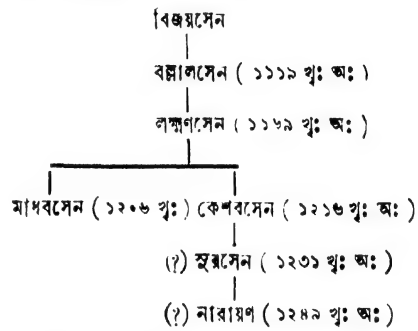 বিজয়সেন
বল্লালসেন ( ১১১৯ খৃঃ অঃ )
লক্ষ্মণসেন ( ১১৬৯ খৃঃ অঃ )
মাধবসেন ( ১২০৬ খৃঃ ) কেশবসেন ( ১২১৬ খৃঃ অঃ )
(?) সুরসেন ( ১২৩১ খৃঃ অঃ )
(?) নারায়ণ ( ১২৪৯ খৃঃ অঃ )